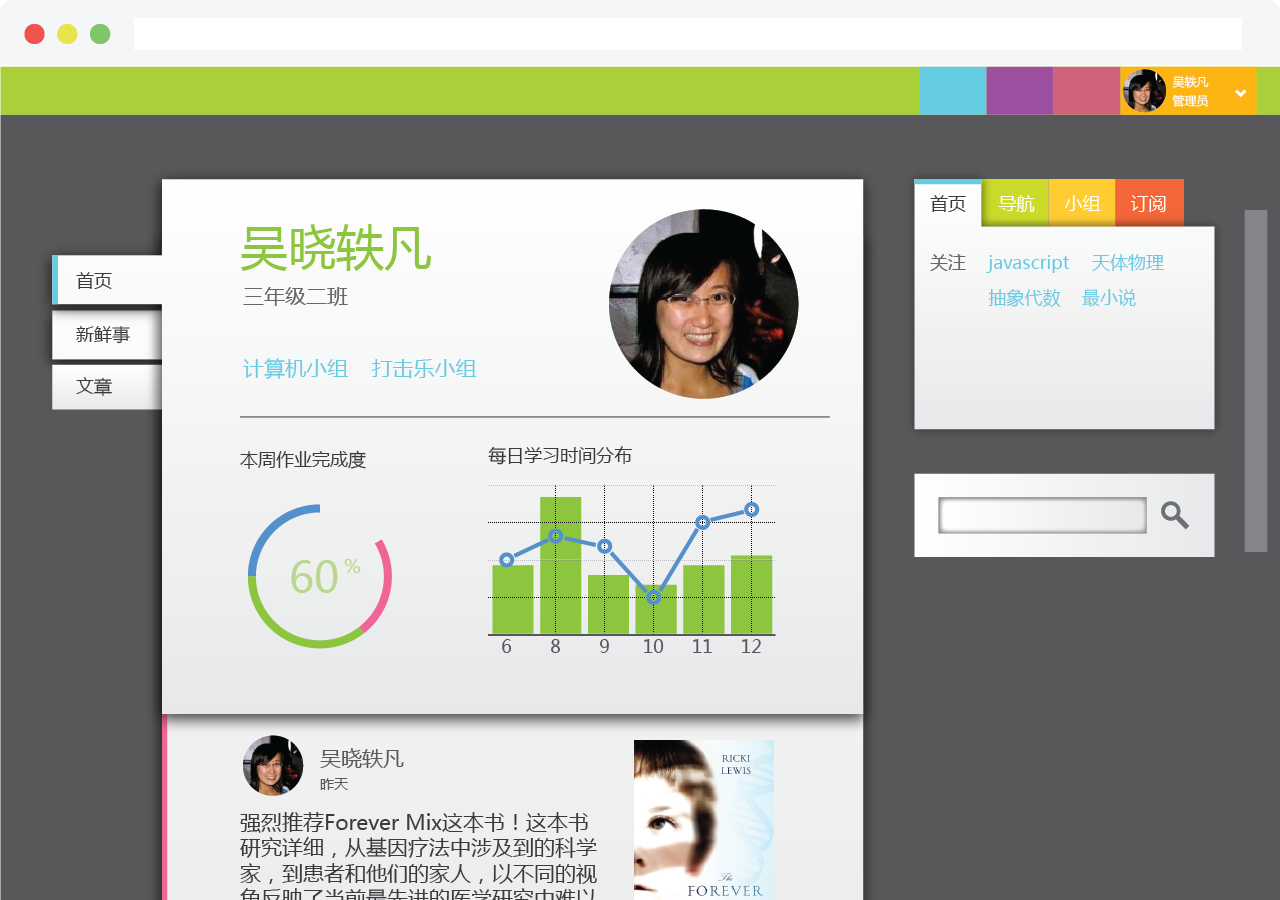 吴轶凡
管理员
首页
新鲜事
文章
吴晓轶凡
三年级二班
计算机小组 打击乐小组
本周作业完成度
60%
每日学习时间分布
6 8 9 10 11 12
首页 导航 小组 订阅
关注 javascript 天体物理
抽象代数 最小说
吴晓轶凡
昨天
强烈推荐Forever Mix这本书！这本书
研究详细，从基因疗法中涉及到的科学
家，到患者和他们的家人，以不同的视
角反映了当前最先进的医学研究中难以
RICKI
LEWIS
The
FOREVER